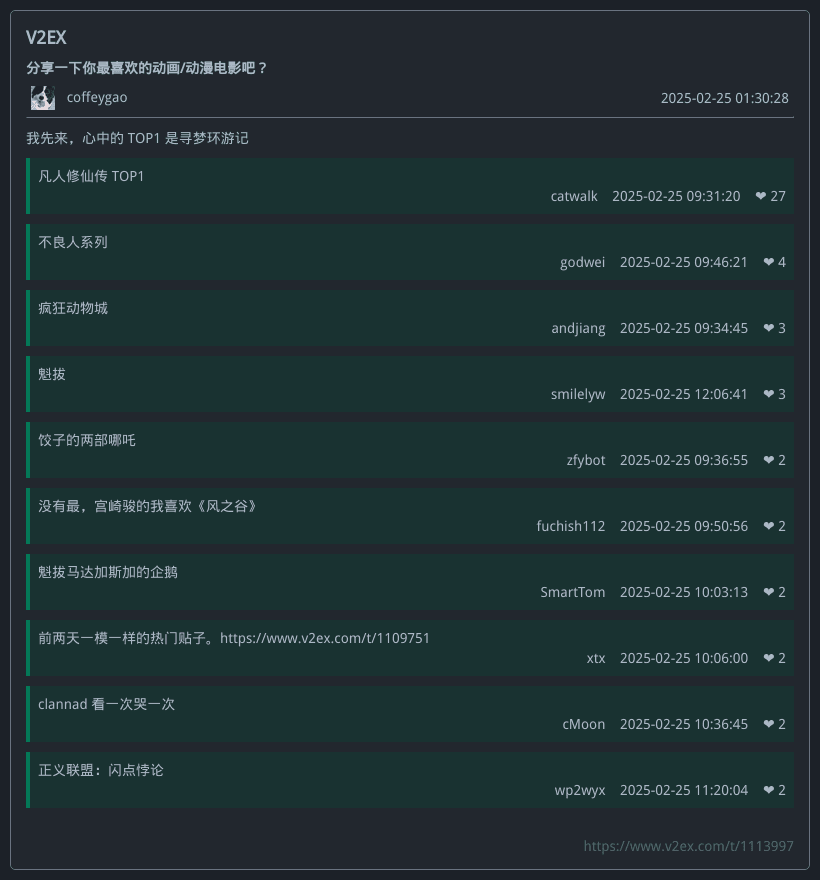 V2EX
分享一下你最喜欢的动画/动漫电影吧？
coffeygao 2025-02-25 01:30:28
我先来，心中的 TOP1 是寻梦环游记
凡人修仙传 TOP1
catwalk 2025-02-25 09:31:20 ❤ 27
不良人系列
godwei 2025-02-25 09:46:21 ❤ 4
疯狂动物城
andjiang 2025-02-25 09:34:45 ❤ 3
魁拔
smilelyw 2025-02-25 12:06:41 ❤ 3
饺子的两部哪吒
zfybot 2025-02-25 09:36:55 ❤ 2
没有最，宫崎骏的我喜欢《风之谷》
fuchish112 2025-02-25 09:50:56 ❤ 2
魁拔马达加斯加的企鹅
SmartTom 2025-02-25 10:03:13 ❤ 2
前两天一模一样的热门贴子。https://www.v2ex.com/t/1109751
xtx 2025-02-25 10:06:00 ❤ 2
clannad 看一次哭一次
cMoon 2025-02-25 10:36:45 ❤ 2
正义联盟：闪点悖论
wp2wyx 2025-02-25 11:20:04 ❤ 2
https://www.v2ex.com/t/1113997